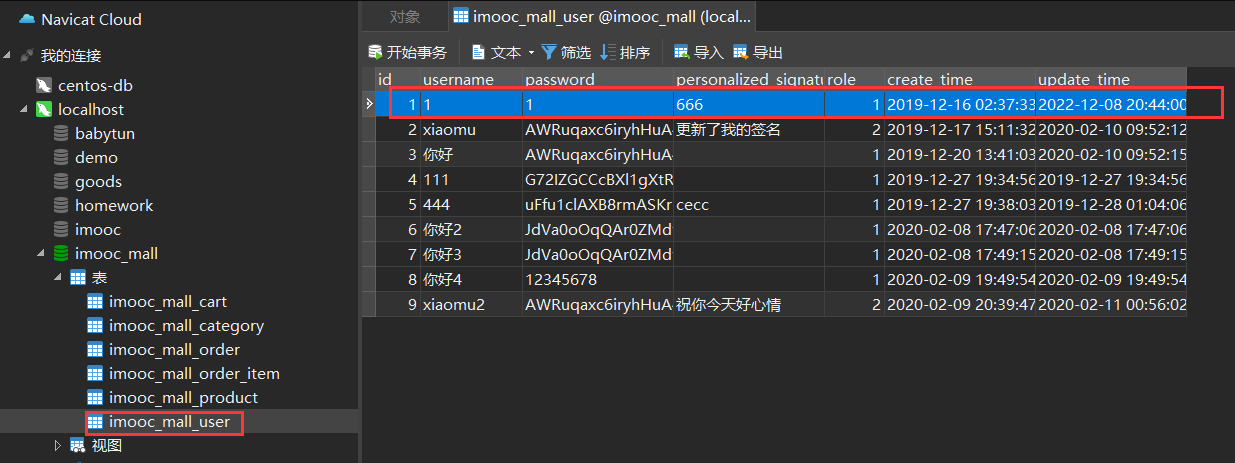 Navicat Cloud
我的连接
centos-db
localhost
babytun
demo
goods
homework
imooc
imooc_mall
表
imooc_mall_cart
imooc_mall_category
imooc_mall_order
imooc_mall_order_item
imooc_mall_product
imooc_mall_user
视图
对象 imooc_mall_user @imooc_mall (local...
开始事务 文本 筛选 排序 导入 导出
id username password personalized_signatu role create_time update_time
1 1 1 666 1 2019-12-16 02:37:33 2022-12-08 20:44:00
2 xiaomu AWRuqaxc6iryhHuA 更新了我的签名 2 2019-12-17 15:11:32 2020-02-10 09:52:12
3 你好 AWRuqaxc6iryhHuA 1 2019-12-20 13:41:03 2020-02-10 09:52:15
4 111 G72IZGCCcBXl1gXtR 1 2019-12-27 19:34:56 2019-12-27 19:34:56
5 444 uFfu1clAXB8rmASKr cecc 1 2019-12-27 19:38:03 2019-12-28 01:04:06
6 你好2 JdVa0oOqQAr0ZMd 1 2020-02-08 17:47:06 2020-02-08 17:47:06
7 你好3 JdVa0oOqQAr0ZMd 1 2020-02-08 17:49:15 2020-02-08 17:49:15
8 你好4 12345678 1 2020-02-09 19:49:54 2020-02-09 19:49:54
9 xiaomu2 AWRuqaxc6iryhHuA 祝你今天好心情 2 2020-02-09 20:39:47 2020-02-11 00:56:02